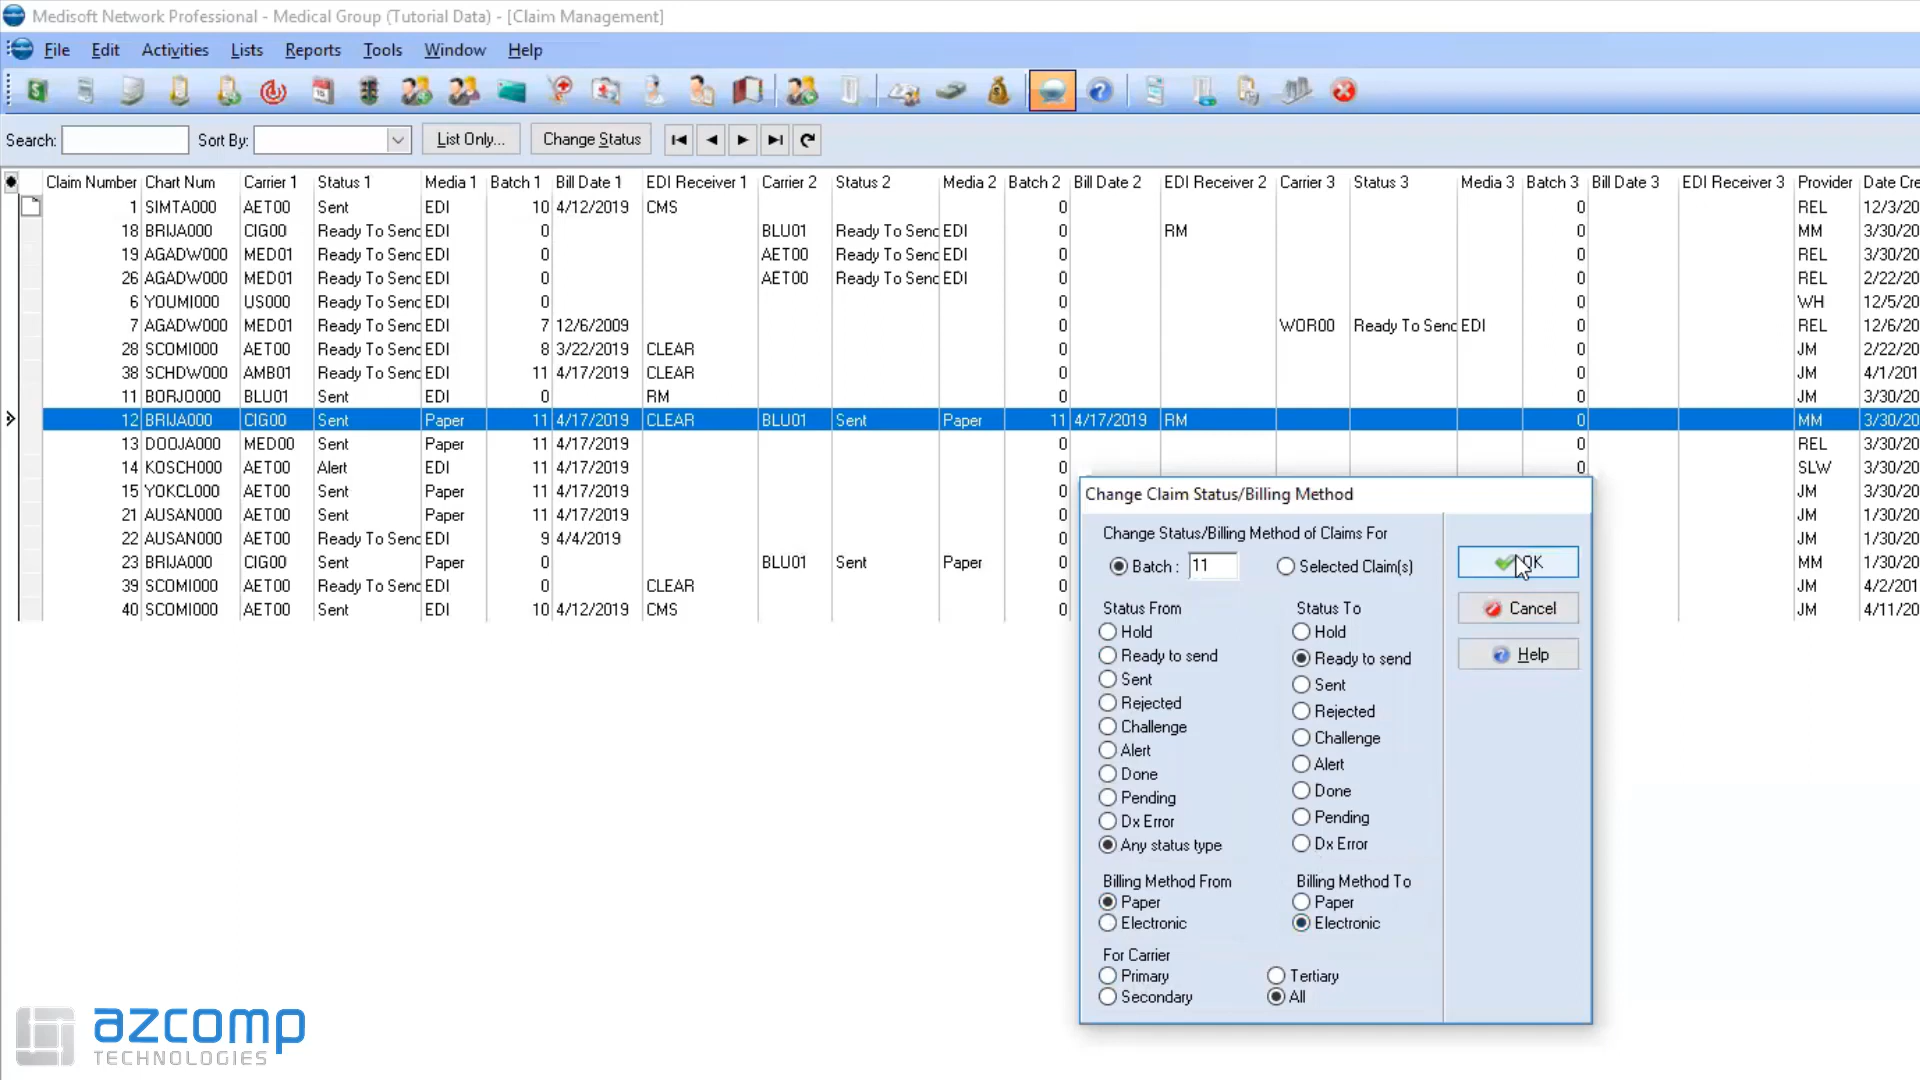 Medisoft Network Professional - Medical Group (Tutorial Data) - [Claim Management]
File Edit Activities Lists Reports Tools Window Help
Search: Sort By: List Only... Change Status
Claim Number Chart Num Carrier 1 Status 1 Media 1 Batch 1 Bill Date 1 EDI Receiver 1 Carrier 2 Status 2 Media 2 Batch 2 Bill Date 2 EDI Receiver 2 Carrier 3 Status 3 Media 3 Batch 3 Bill Date 3 EDI Receiver 3 Provider Date Cre
1 SIMTA000 AET00 Sent EDI 10 4/12/2019 CMS 0 0 REL 12/3/20
18 BRIJA000 CIG00 Ready To Send EDI 0 BLU01 Ready To Send EDI 0 RM 0 MM 3/30/20
19 AGADW000 MED01 Ready To Send EDI 0 AET00 Ready To Send EDI 0 0 REL 3/30/20
26 AGADW000 MED01 Ready To Send EDI 0 AET00 Ready To Send EDI 0 0 REL 2/22/20
6 YOUMI000 US000 Ready To Send EDI 0 0 0 WH 12/5/20
7 AGADW000 MED01 Ready To Send EDI 7 12/6/2009 0 WOR00 Ready To Send EDI 0 REL 12/6/20
28 SCOMI000 AET00 Ready To Send EDI 8 3/22/2019 CLEAR 0 0 JM 2/22/20
38 SCHDW000 AMB01 Ready To Send EDI 11 4/17/2019 CLEAR 0 0 JM 4/1/201
11 BORJO000 BLU01 Sent EDI 0 RM 0 0 JM 3/30/20
12 BRIJA000 CIG00 Sent Paper 11 4/17/2019 CLEAR BLU01 Sent Paper 11 4/17/2019 RM 0 MM 3/30/20
13 DOOJA000 MED00 Sent Paper 11 4/17/2019 0 0 REL 3/30/20
14 KOSCH000 AET00 Alert EDI 11 4/17/2019 0 0 SLW 3/30/20
15 YOKCL000 AET00 Sent Paper 11 4/17/2019 0 JM 3/30/20
21 AUSAN000 AET00 Sent Paper 11 4/17/2019 0 JM 1/30/20
22 AUSAN000 AET00 Ready To Send EDI 9 4/4/2019 0 JM 1/30/20
23 BRIJA000 CIG00 Sent Paper 0 BLU01 Sent Paper 0 MM 1/30/20
39 SCOMI000 AET00 Ready To Send EDI 0 CLEAR 0 JM 4/2/201
40 SCOMI000 AET00 Sent EDI 10 4/12/2019 CMS 0 JM 4/11/20
Change Claim Status/Billing Method
Change Status/Billing Method of Claims For
Batch : 11 Selected Claim(s)
OK
Cancel
Help
Status From
Hold
Ready to send
Sent
Rejected
Challenge
Alert
Done
Pending
Dx Error
Any status type
Status To
Hold
Ready to send
Sent
Rejected
Challenge
Alert
Done
Pending
Dx Error
Billing Method From
Paper
Electronic
Billing Method To
Paper
Electronic
For Carrier
Primary Tertiary
Secondary All
azcomp
TECHNOLOGIES